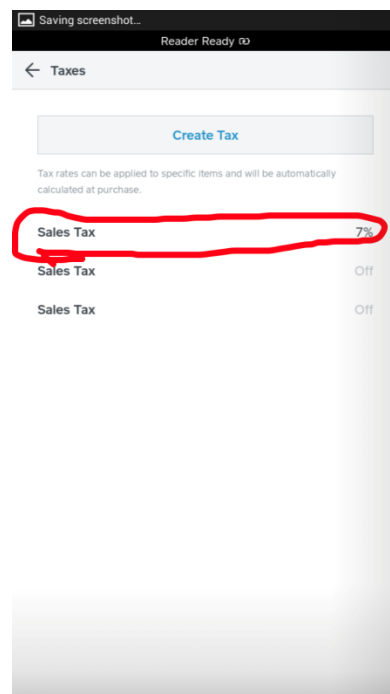 Saving screenshot...
Reader Ready
Taxes
Create Tax
Tax rates can be applied to specific items and will be automatically
calculated at purchase.
Sales Tax 7%
Sales Tax Off
Sales Tax Off